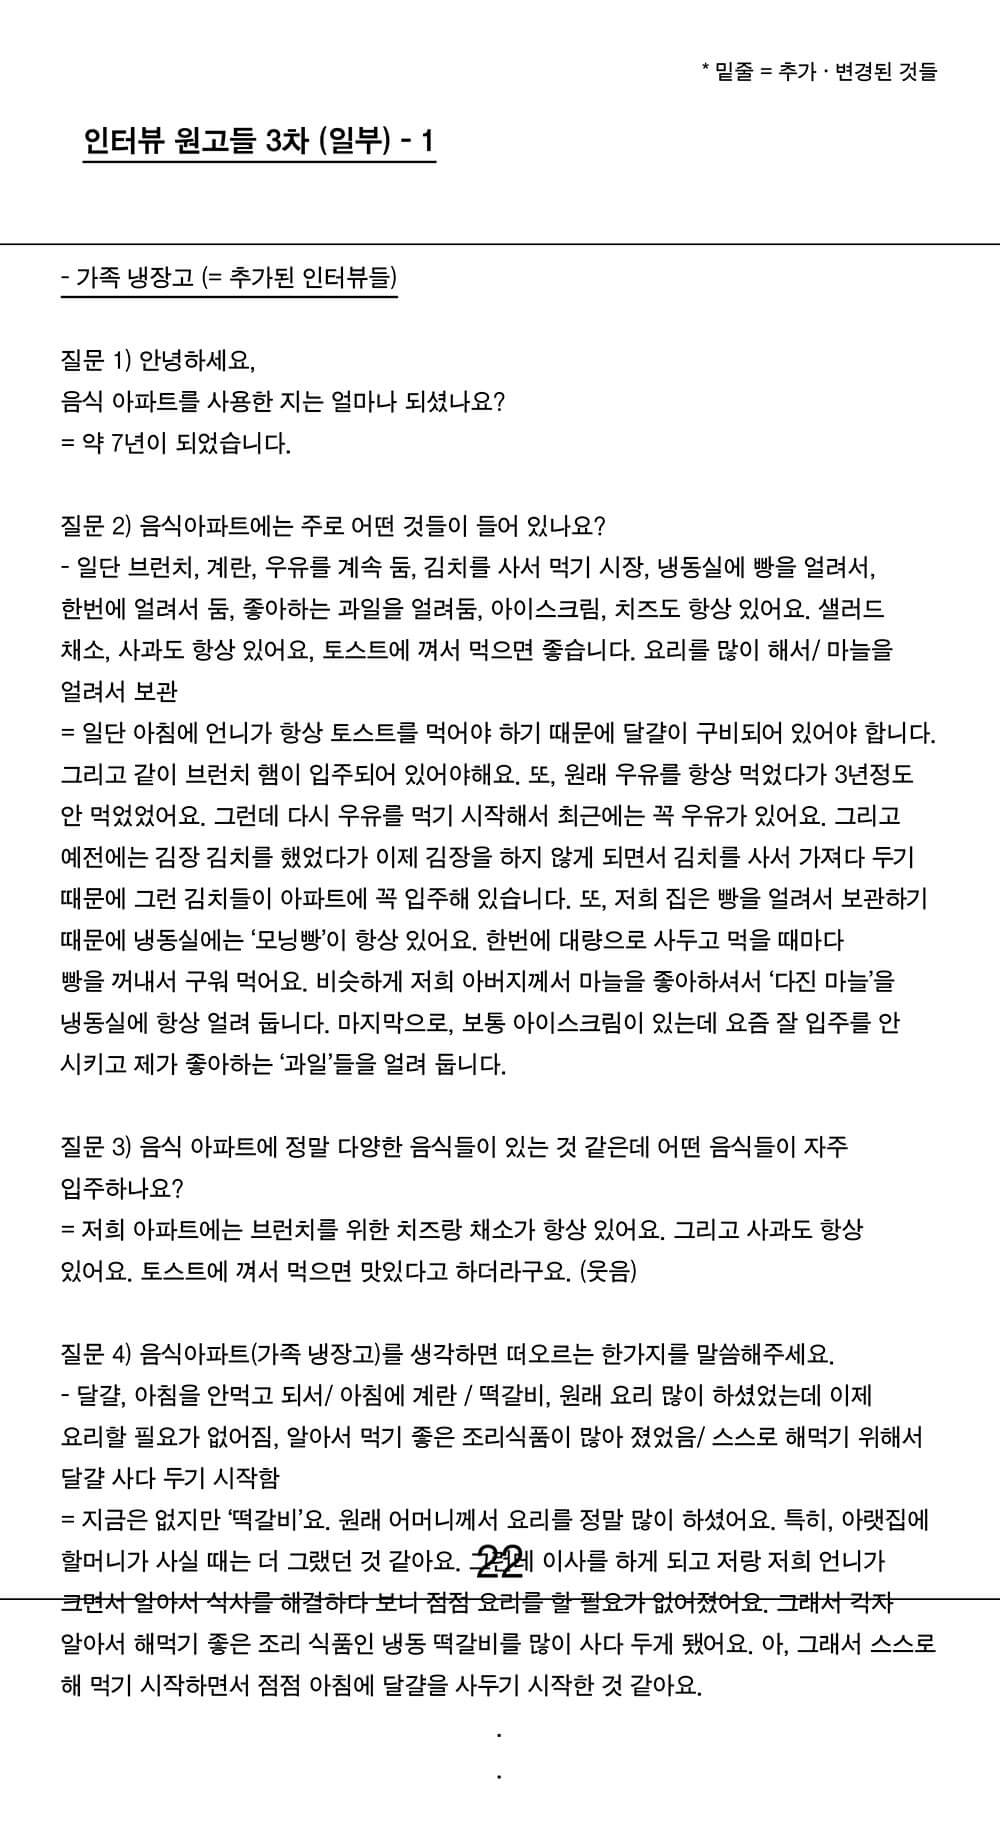 * 밑줄 = 추가 · 변경된 것들
인터뷰 원고들 3차 (일부) - 1
- 가족 냉장고 (= 추가된 인터뷰들)
질문 1) 안녕하세요,
음식 아파트를 사용한 지는 얼마나 되셨나요?
= 약 7년이 되었습니다.
질문 2) 음식아파트에는 주로 어떤 것들이 들어 있나요?
- 일단 브런치, 계란, 우유를 계속 둠, 김치를 사서 먹기 시장, 냉동실에 빵을 얼려서,
한번에 얼려서 둠, 좋아하는 과일을 얼려둠, 아이스크림, 치즈도 항상 있어요. 샐러드
채소, 사과도 항상 있어요, 토스트에 껴서 먹으면 좋습니다. 요리를 많이 해서/ 마늘을
얼려서 보관
= 일단 아침에 언니가 항상 토스트를 먹어야 하기 때문에 달걀이 구비되어 있어야 합니다.
그리고 같이 브런치 햄이 입주되어 있어야해요. 또, 원래 우유를 항상 먹었다가 3년정도
안 먹었었어요. 그런데 다시 우유를 먹기 시작해서 최근에는 꼭 우유가 있어요. 그리고
예전에는 김장 김치를 했었다가 이제 김장을 하지 않게 되면서 김치를 사서 가져다 두기
때문에 그런 김치들이 아파트에 꼭 입주해 있습니다. 또, 저희 집은 빵을 얼려서 보관하기
때문에 냉동실에는 ‘모닝빵’이 항상 있어요. 한번에 대량으로 사두고 먹을 때마다
빵을 꺼내서 구워 먹어요. 비슷하게 저희 아버지께서 마늘을 좋아하셔서 ‘다진 마늘’을
냉동실에 항상 얼려 둡니다. 마지막으로, 보통 아이스크림이 있는데 요즘 잘 입주를 안
시키고 제가 좋아하는 ‘과일’들을 얼려 둡니다.
질문 3) 음식 아파트에 정말 다양한 음식들이 있는 것 같은데 어떤 음식들이 자주
입주하나요?
= 저희 아파트에는 브런치를 위한 치즈랑 채소가 항상 있어요. 그리고 사과도 항상
있어요. 토스트에 껴서 먹으면 맛있다고 하더라구요. (웃음)
질문 4) 음식아파트(가족 냉장고)를 생각하면 떠오르는 한가지를 말씀해주세요.
- 달걀, 아침을 안먹고 되서/ 아침에 계란 / 떡갈비, 원래 요리 많이 하셨었는데 이제
요리할 필요가 없어짐, 알아서 먹기 좋은 조리식품이 많아 졌었음/ 스스로 해먹기 위해서
달걀 사다 두기 시작함
= 지금은 없지만 ‘떡갈비’요. 원래 어머니께서 요리를 정말 많이 하셨어요. 특히, 아랫집에
할머니가 사실 때는 더 그랬던 것 같아요. 그런데 이사를 하게 되고 저랑 저희 언니가
22
크면서 알아서 식사를 해결하다 보니 점점 요리를 할 필요가 없어졌어요. 그래서 각자
알아서 해먹기 좋은 조리 식품인 냉동 떡갈비를 많이 사다 두게 됐어요. 아, 그래서 스스로
해 먹기 시작하면서 점점 아침에 달걀을 사두기 시작한 것 같아요.
.
.